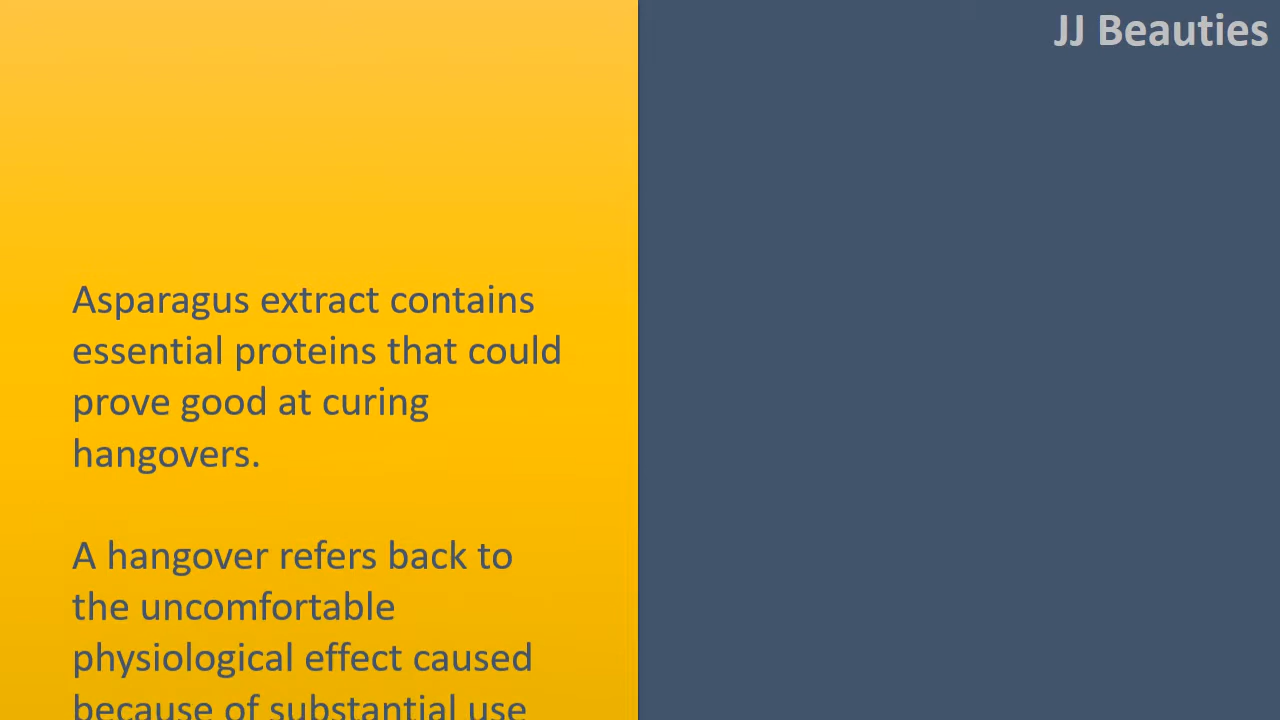 JJ Beauties
Asparagus extract contains
essential proteins that could
prove good at curing
hangovers.
A hangover refers back to
the uncomfortable
physiological effect caused
because of substantial use